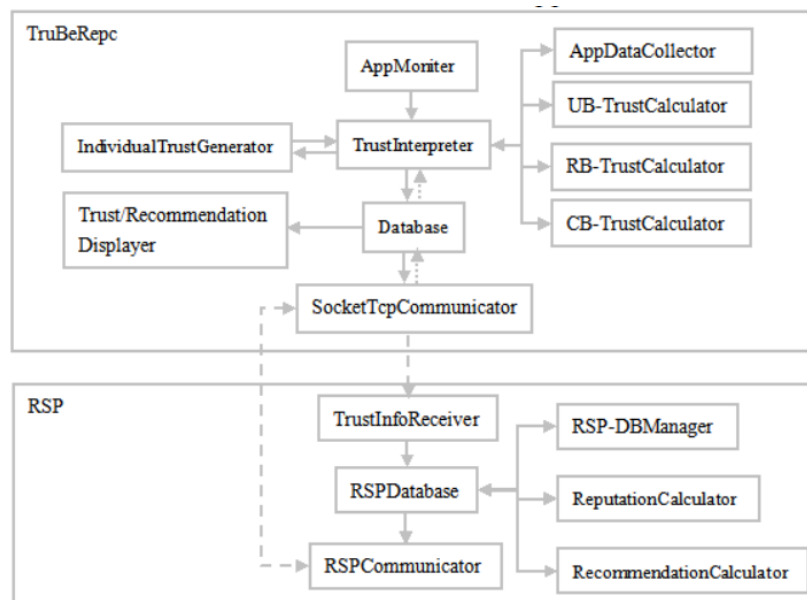 TruBeRepc
AppMoniter
AppDataCollector
UB-TrustCalculator
IndividualTrustGenerator
TrustInterpreter
RB-TrustCalculator
Trust/Recommendation
Displayer
Database
CB-TrustCalculator
SocketTcpCommunicator
RSP
TrustInfoReceiver
RSP-DBManager
RSPDatabase
ReputationCalculator
RSPCommunicator
RecommendationCalculator